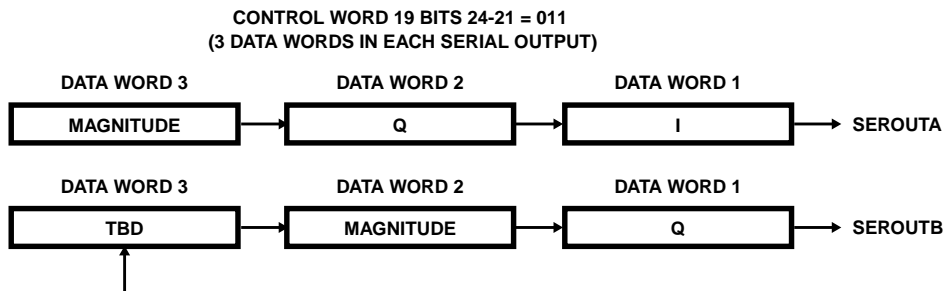 CONTROL WORD 19 BITS 24-21 = 011
(3 DATA WORDS IN EACH SERIAL OUTPUT)
DATA WORD 3 DATA WORD 2 DATA WORD 1
MAGNITUDE Q I SEROUTA
DATA WORD 3 DATA WORD 2 DATA WORD 1
TBD MAGNITUDE Q SEROUTB